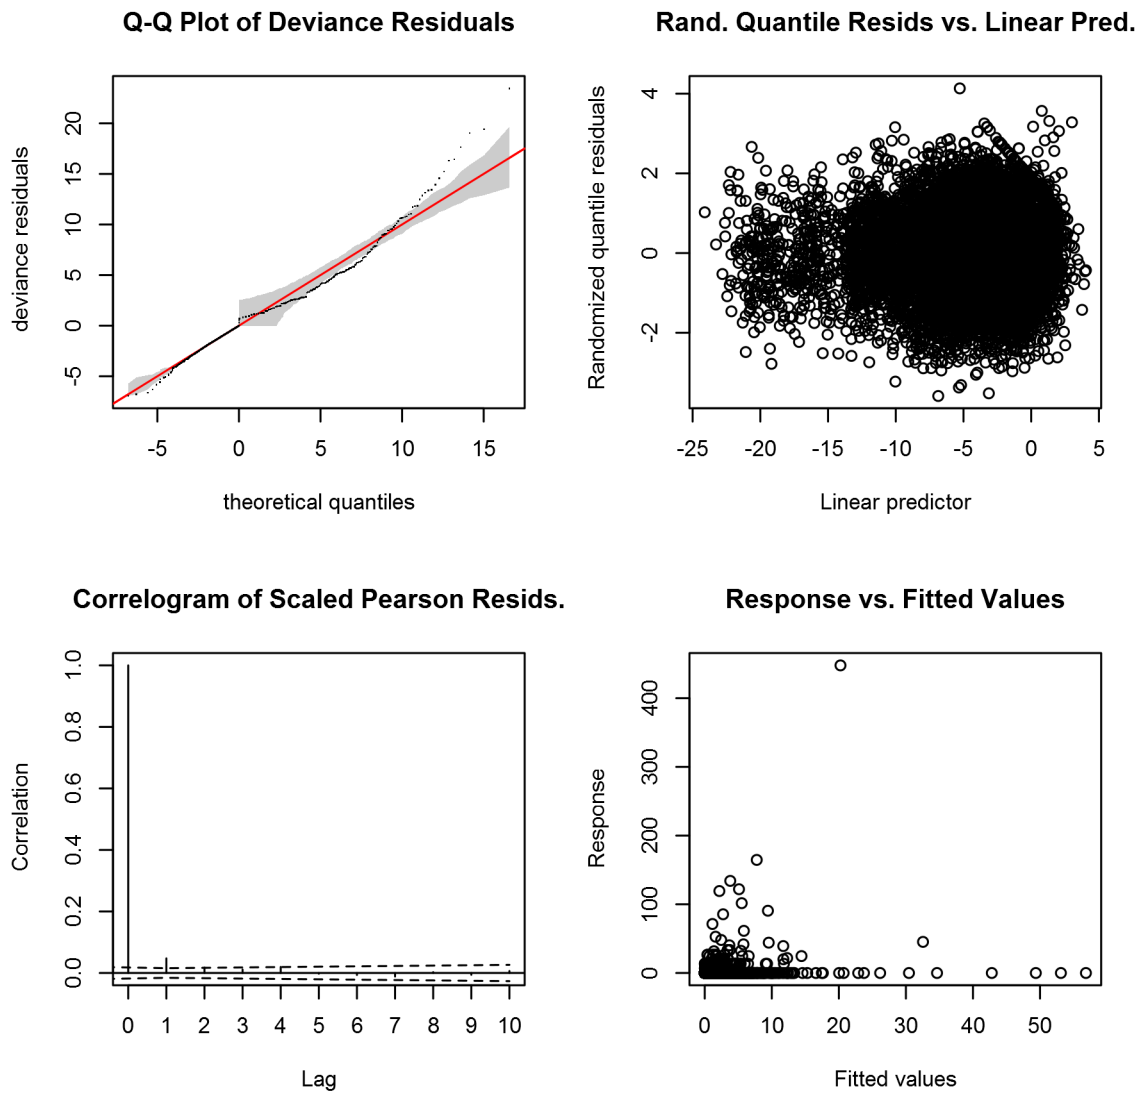 Q-Q Plot of Deviance Residuals
deviance residuals
20
15
10
5
0
-5
-5 0 5 10 15
theoretical quantiles
Rand. Quantile Resids vs. Linear Pred.
Randomized quantile residuals
4
2
0
-2
-25 -20 -15 -10 -5 0 5
Linear predictor
Correlogram of Scaled Pearson Resids.
Correlation
1.0
0.8
0.6
0.4
0.2
0.0
0 1 2 3 4 5 6 7 8 9 10
Lag
Response vs. Fitted Values
Response
400
300
200
100
0
0 10 20 30 40 50
Fitted values